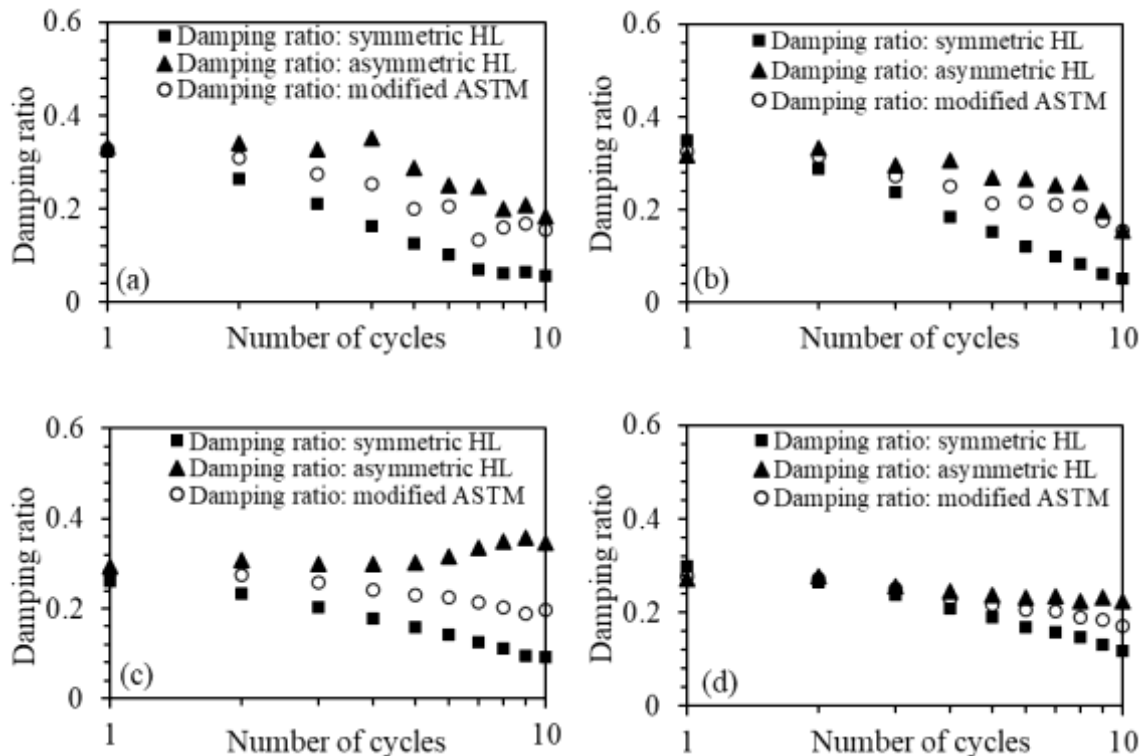 0.6
Damping ratio: symmetric HL
Damping ratio: asymmetric HL
Damping ratio: modified ASTM
0.4
0.2
0
Damping ratio
(a)
1
Number of cycles
10
0.6
Damping ratio: symmetric HL
Damping ratio: asymmetric HL
Damping ratio: modified ASTM
0.4
0.2
0
Damping ratio
(b)
1
Number of cycles
10
0.6
Damping ratio: symmetric HL
Damping ratio: asymmetric HL
Damping ratio: modified ASTM
0.4
0.2
0
Damping ratio
(c)
1
Number of cycles
10
0.6
Damping ratio: symmetric HL
Damping ratio: asymmetric HL
Damping ratio: modified ASTM
0.4
0.2
0
Damping ratio
(d)
1
Number of cycles
10